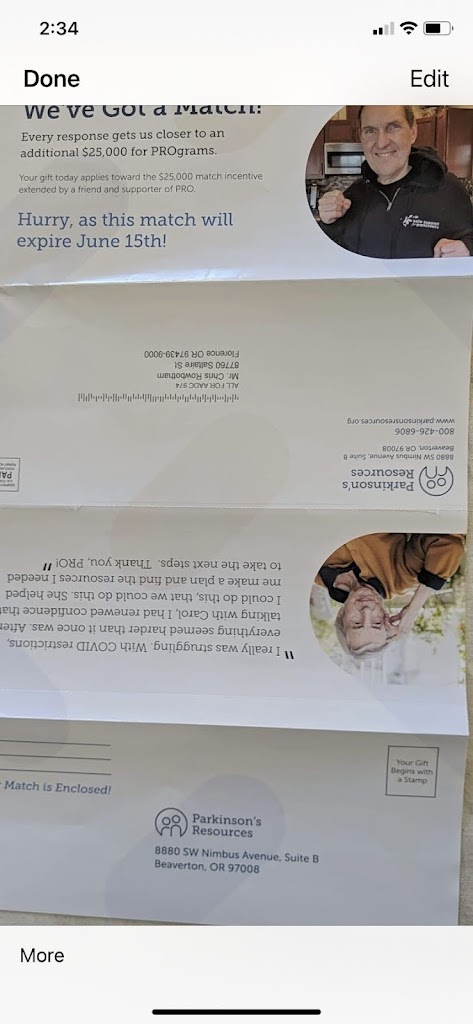 2:34
Done
Edit
We've Got a Match!
Every response gets us closer to an
additional $25,000 for PROgrams.
Your gift today applies toward the $25,000 match incentive
extended by a friend and supporter of PRO.
Hurry, as this match will
expire June 15th!
Parkinson's
Resources
8880 SW Nimbus Avenue, Suite B
Beaverton, OR 97008
800-426-6806
www.parkinsonsresources.org
ALL FOR AADC 974
Mr. Chris Rowbotham
87760 Saltaire St
Florence OR 97439-9000
"I really was struggling. With COVID restrictions,
everything seemed harder than it once was. After
talking with Carol, I had renewed confidence that
I could do this, that we could do this. She helped
me make a plan and find the resources I needed
to take the next steps. Thank you, PRO!"
Your Gift
Begins with
a Stamp
Match is Enclosed!
Parkinson's
Resources
8880 SW Nimbus Avenue, Suite B
Beaverton, OR 97008
More